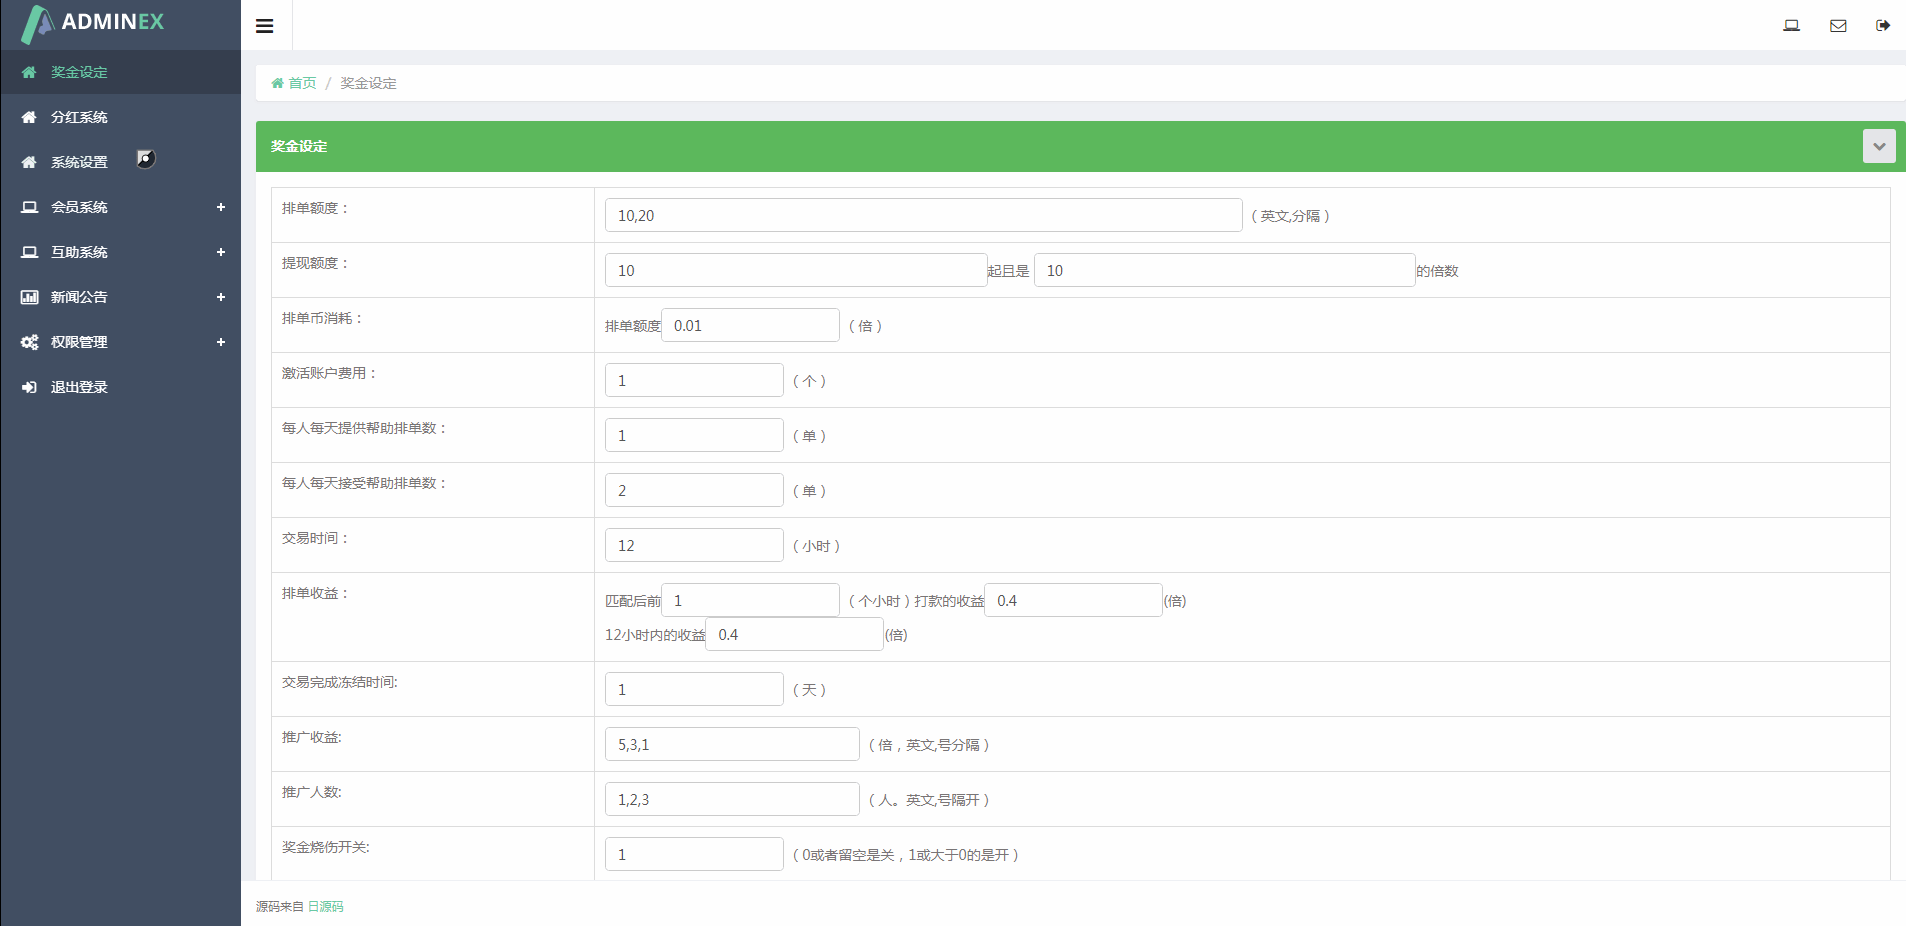 ADMINEX
奖金设定
分红系统
系统设置
会员系统 +
互助系统 +
新闻公告 +
权限管理 +
退出登录
首页 / 奖金设定
奖金设定
排单额度： 10,20 （英文,分隔）
提现额度： 10 起且是 10 的倍数
排单币消耗： 排单额度 0.01 （倍）
激活账户费用： 1 （个）
每人每天提供帮助排单数： 1 （单）
每人每天接受帮助排单数： 2 （单）
交易时间： 12 （小时）
排单收益： 匹配后前 1 （个小时）打款的收益 0.4 (倍)
12小时内的收益 0.4 (倍)
交易完成冻结时间: 1 （天）
推广收益: 5,3,1 （倍，英文,号分隔）
推广人数: 1,2,3 （人。英文,号隔开）
奖金烧伤开关: 1 （0或者留空是关，1或大于0的是开）
源码来自 日源码